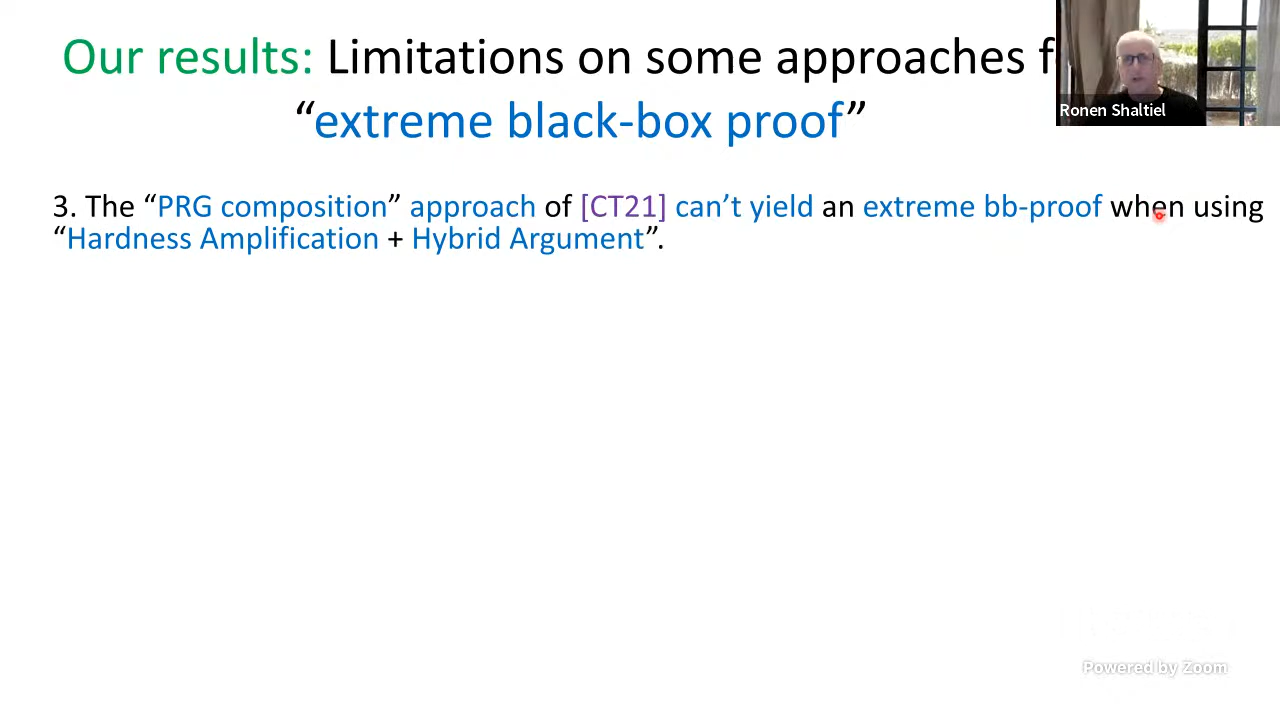 Our results: Limitations on some approaches f
“extreme black-box proof”
Ronen Shaltiel
3. The “PRG composition” approach of [CT21] can’t yield an extreme bb-proof when using
“Hardness Amplification + Hybrid Argument”.
Powered by Zoom